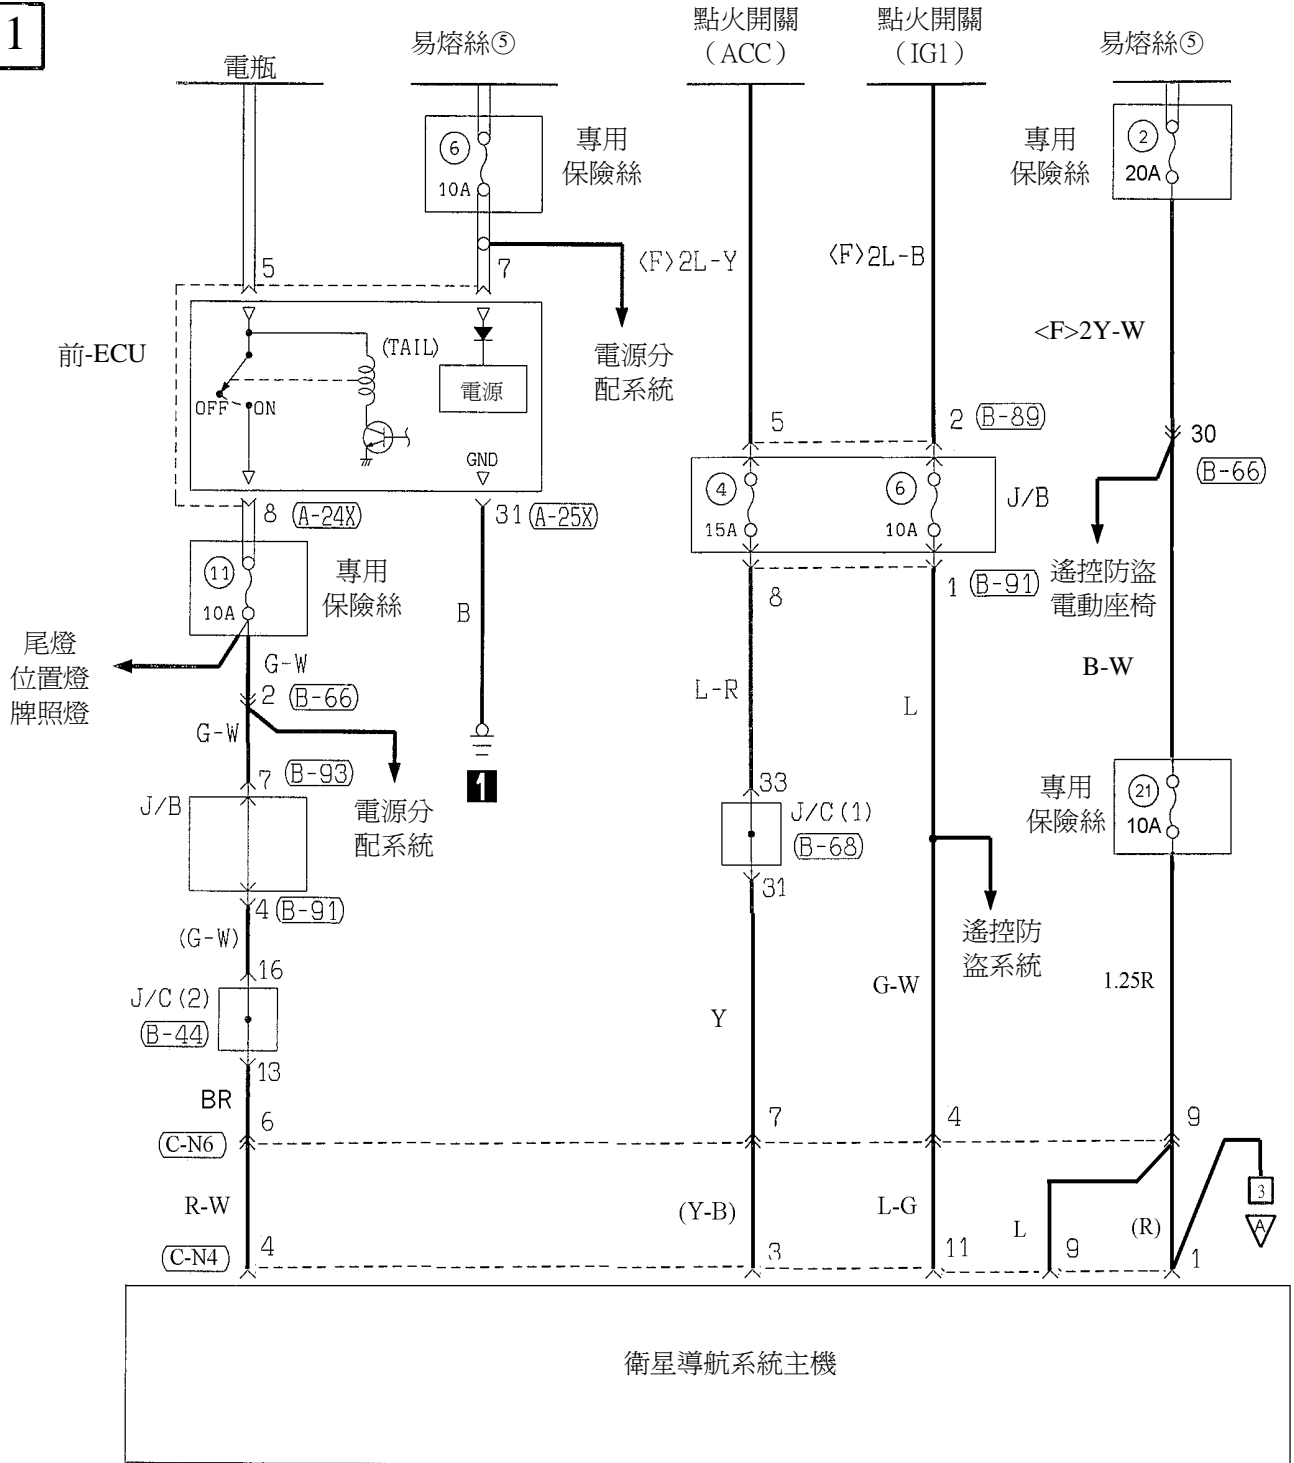 1
電瓶
易熔絲⑤
點火開關
（ACC）
點火開關
（IG1）
易熔絲⑤
⑥
10A
專用
保險絲
專用
保險絲
②
20A
5
7
<F>2L-Y
<F>2L-B
<F>2Y-W
前-ECU
(TAIL)
電源
OFF
ON
GND
電源分
配系統
5
2
B-89
30
B-66
8
A-24X
31
A-25X
④
15A
⑥
10A
J/B
⑪
10A
專用
保險絲
B
8
1
B-91
遙控防盜
電動座椅
尾燈
位置燈
牌照燈
G-W
2
B-66
G-W
L-R
L
B-W
7
B-93
1
J/B
電源分
配系統
33
J/C(1)
B-68
31
專用
保險絲
㉑
10A
4
B-91
(G-W)
16
遙控防
盜系統
J/C(2)
B-44
13
Y
G-W
1.25R
BR
6
C-N6
7
4
9
R-W
(Y-B)
L-G
L
(R)
3
A
C-N4
4
3
11
9
1
衛星導航系統主機